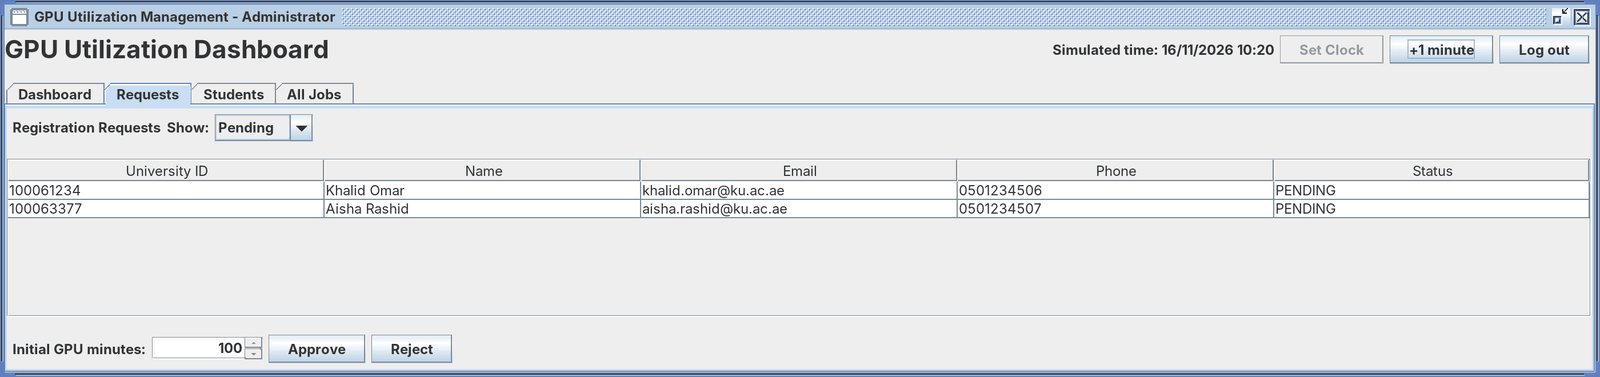 GPU Utilization Management - Administrator
GPU Utilization Dashboard Simulated time: 16/11/2026 10:20 Set Clock +1 minute Log out
Dashboard Requests Students All Jobs
Registration Requests Show: Pending
University ID Name Email Phone Status
100061234 Khalid Omar khalid.omar@ku.ac.ae 0501234506 PENDING
100063377 Aisha Rashid aisha.rashid@ku.ac.ae 0501234507 PENDING
Initial GPU minutes: 100 Approve Reject